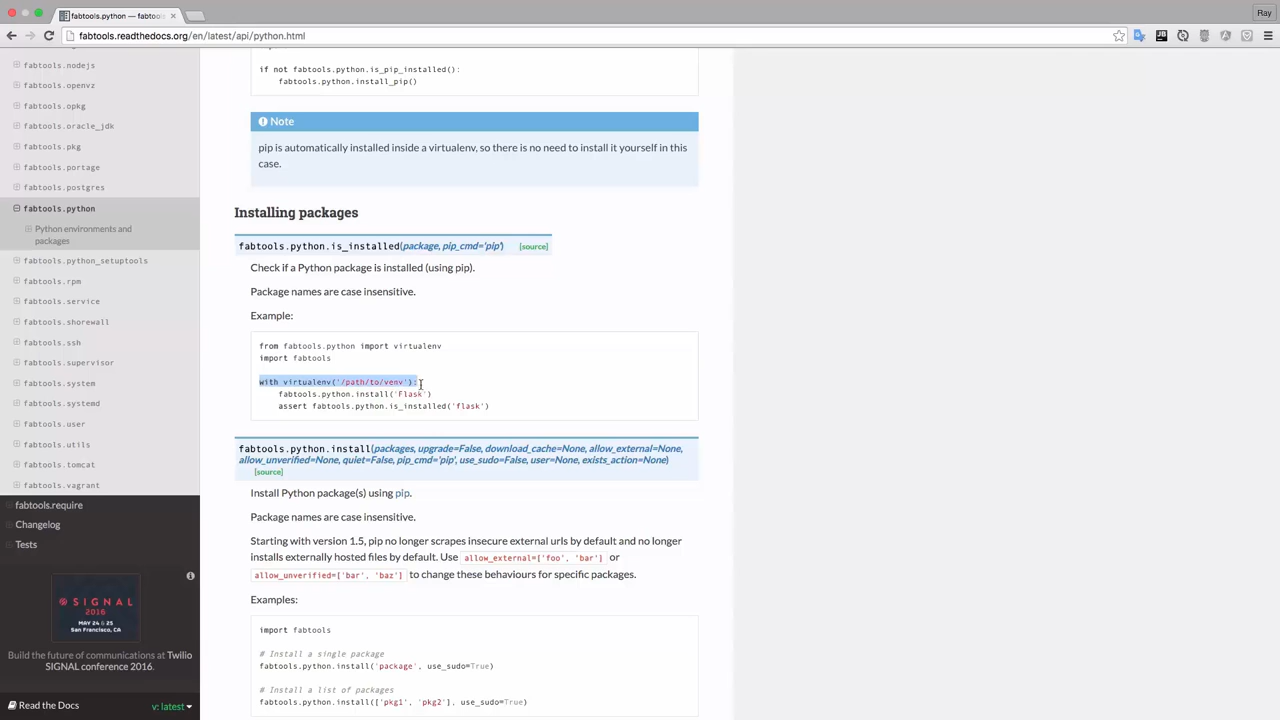 fabtools.python — fabtoo
Ray
fabtools.readthedocs.org/en/latest/api/python.html
fabtools.nodejs
fabtools.openvz
fabtools.opkg
fabtools.oracle_jdk
fabtools.pkg
fabtools.portage
fabtools.postgres
fabtools.python
Python environments and
packages
fabtools.python_setuptools
fabtools.rpm
fabtools.service
fabtools.shorewall
fabtools.ssh
fabtools.supervisor
fabtools.system
fabtools.systemd
fabtools.user
fabtools.utils
fabtools.tomcat
fabtools.vagrant
fabtools.require
Changelog
Tests
SIGNAL
2016
MAY 24 & 25
San Francisco, CA
Build the future of communications at Twilio
SIGNAL conference 2016.
Read the Docs
v: latest
if not fabtools.python.is_pip_installed():
fabtools.python.install_pip()
Note
pip is automatically installed inside a virtualenv, so there is no need to install it yourself in this
case.
Installing packages
fabtools.python.is_installed(package, pip_cmd='pip') [source]
Check if a Python package is installed (using pip).
Package names are case insensitive.
Example:
from fabtools.python import virtualenv
import fabtools
with virtualenv('/path/to/venv'):
fabtools.python.install('Flask')
assert fabtools.python.is_installed('flask')
fabtools.python.install(packages, upgrade=False, download_cache=None, allow_external=None,
allow_unverified=None, quiet=False, pip_cmd='pip', use_sudo=False, user=None, exists_action=None)
[source]
Install Python package(s) using pip.
Package names are case insensitive.
Starting with version 1.5, pip no longer scrapes insecure external urls by default and no longer
installs externally hosted files by default. Use allow_external=['foo', 'bar'] or
allow_unverified=['bar', 'baz'] to change these behaviours for specific packages.
Examples:
import fabtools
# Install a single package
fabtools.python.install('package', use_sudo=True)
# Install a list of packages
fabtools.python.install(['pkg1', 'pkg2'], use_sudo=True)